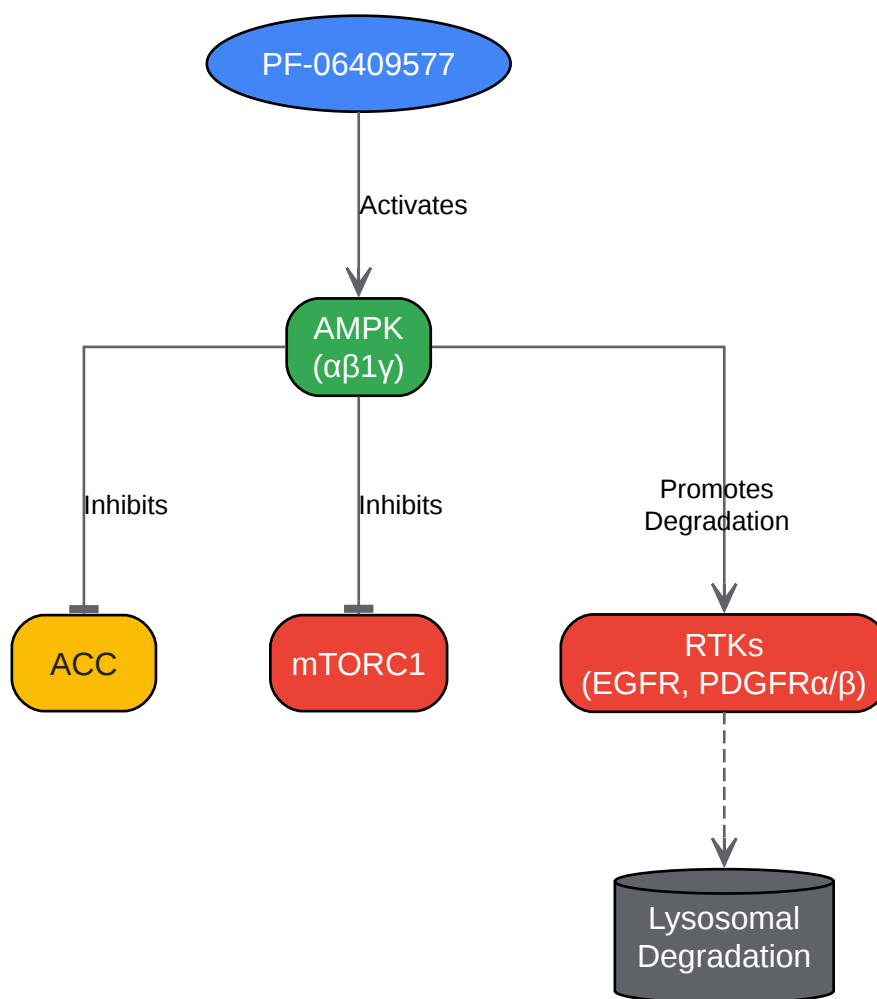 PF-06409577
Activates
AMPK
(αβ1γ)
Inhibits
Inhibits
Promotes
Degradation
ACC
mTORC1
RTKs
(EGFR, PDGFRα/β)
Lysosomal
Degradation